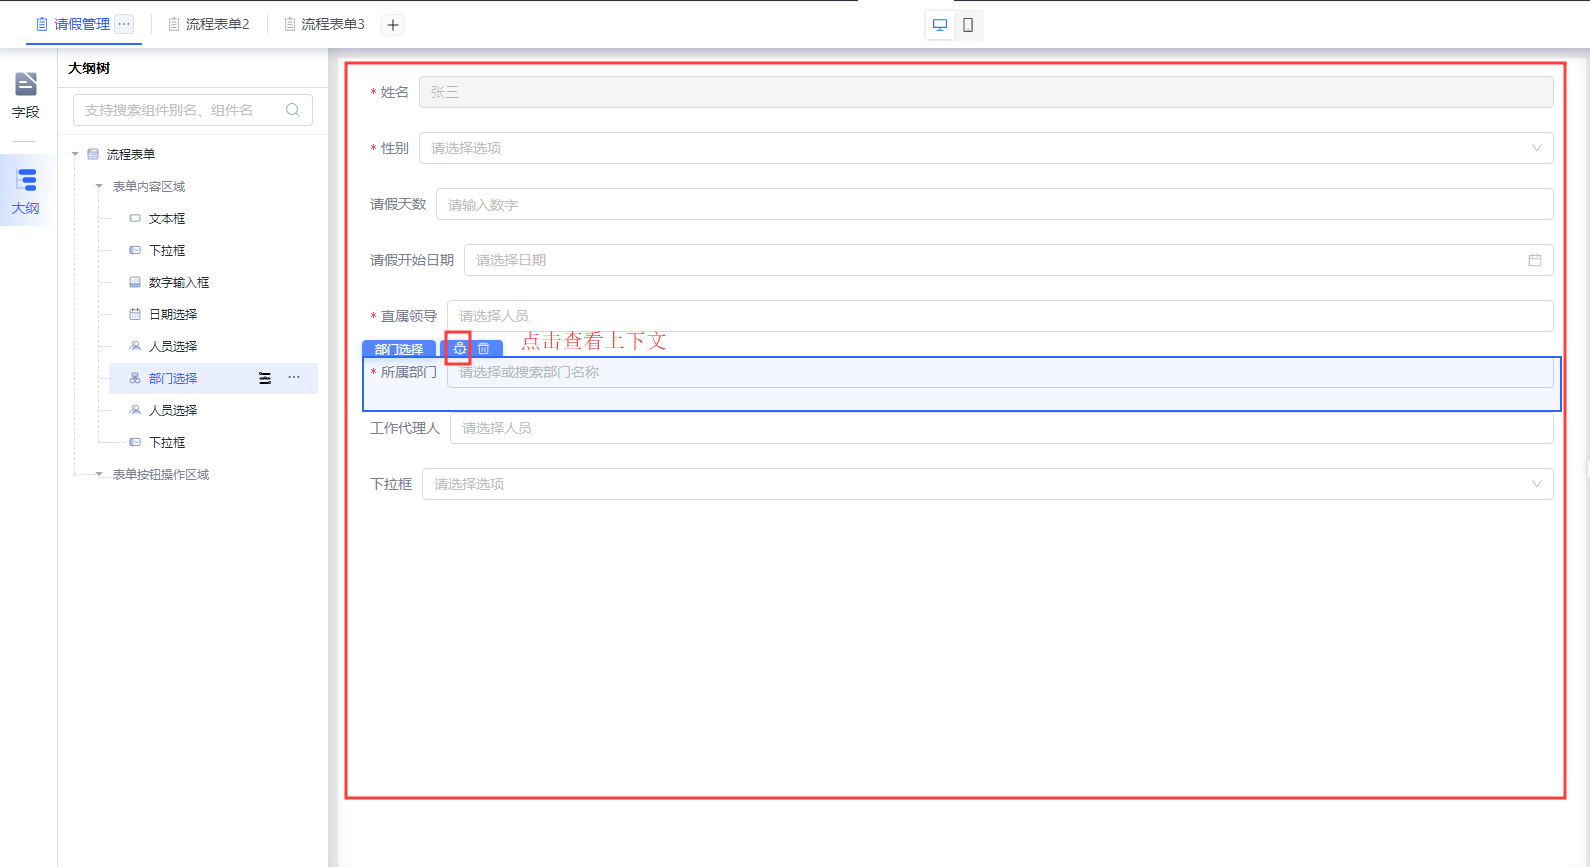 请假管理 ···
流程表单2
流程表单3
+
字段
大纲
大纲树
支持搜索组件别名、组件名
流程表单
表单内容区域
文本框
下拉框
数字输入框
日期选择
人员选择
部门选择 ···
人员选择
下拉框
表单按钮操作区域
* 姓名 张三
* 性别 请选择选项
请假天数 请输入数字
请假开始日期 请选择日期
* 直属领导 请选择人员
部门选择 点击查看上下文
* 所属部门 请选择或搜索部门名称
工作代理人 请选择人员
下拉框 请选择选项